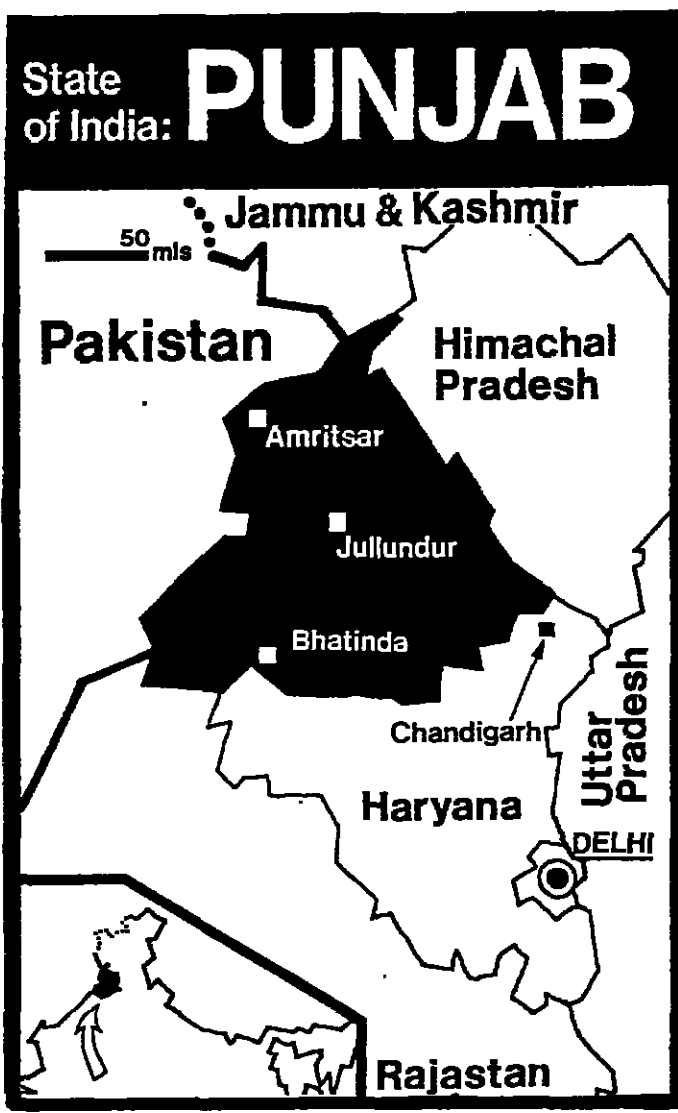 State
of India: PUNJAB
Jammu & Kashmir
50 mls
Pakistan
Himachal
Pradesh
Amritsar
Jullundur
Bhatinda
Chandigarh
Uttar
Pradesh
Haryana
DELHI
Rajastan